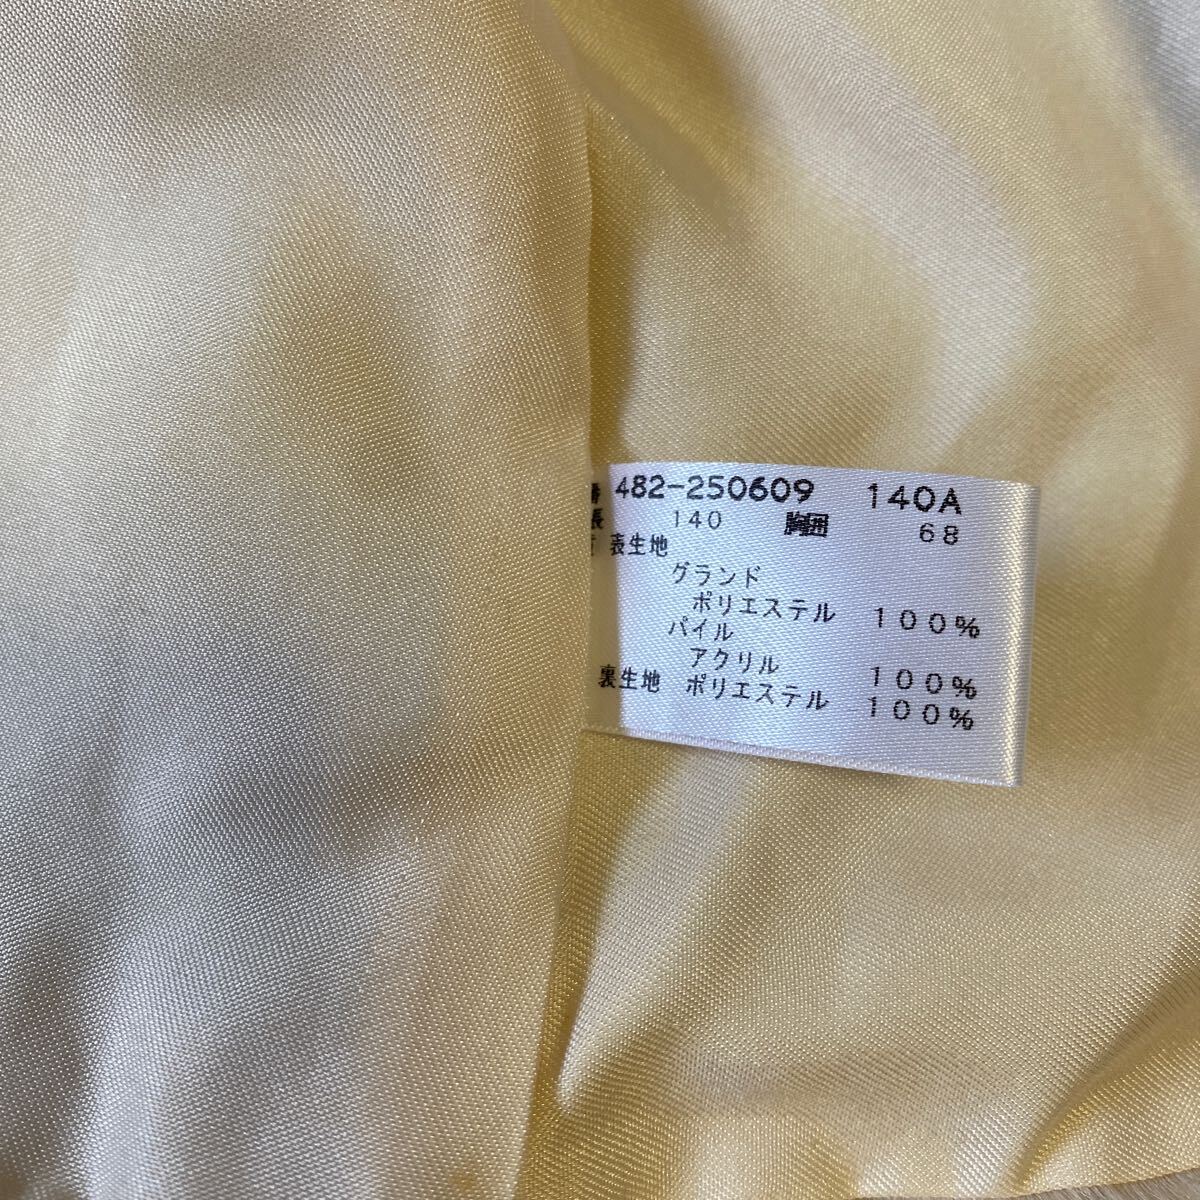 番 482-250609 140A
長 140 胸囲 68
表生地
グランド
ポリエステル 100%
パイル
アクリル 100%
裏生地 ポリエステル 100%